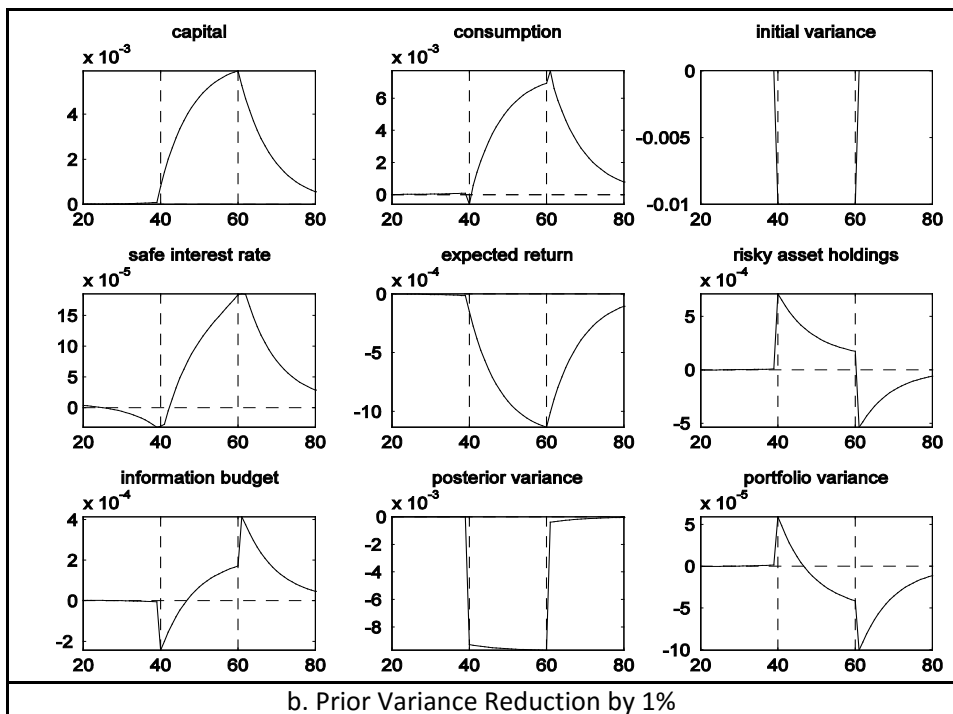 capital
consumption
initial variance
x 10⁻³
x 10⁻³
4
2
0
20 40 60 80
6
4
2
0
20 40 60 80
0
-0.005
-0.01
20 40 60 80
safe interest rate
expected return
risky asset holdings
x 10⁻⁵
x 10⁻⁴
x 10⁻⁴
15
10
5
0
20 40 60 80
0
-5
-10
20 40 60 80
5
0
-5
20 40 60 80
information budget
posterior variance
portfolio variance
x 10⁻⁴
x 10⁻³
x 10⁻⁵
4
2
0
-2
20 40 60 80
0
-2
-4
-6
-8
20 40 60 80
5
0
-5
-10
20 40 60 80
b. Prior Variance Reduction by 1%